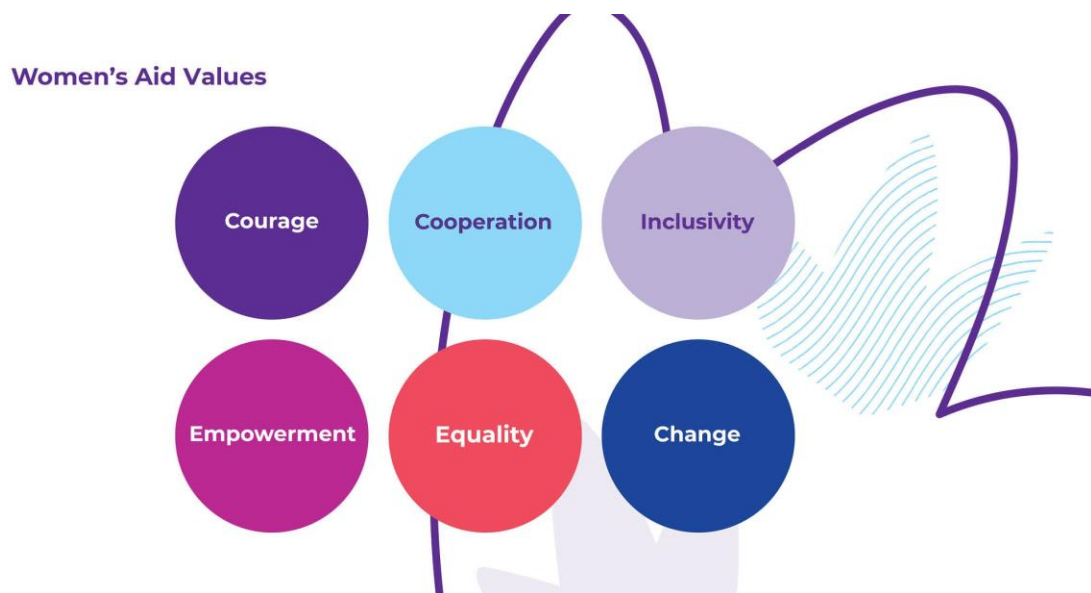 Women’s Aid Values
Courage
Cooperation
Inclusivity
Empowerment
Equality
Change